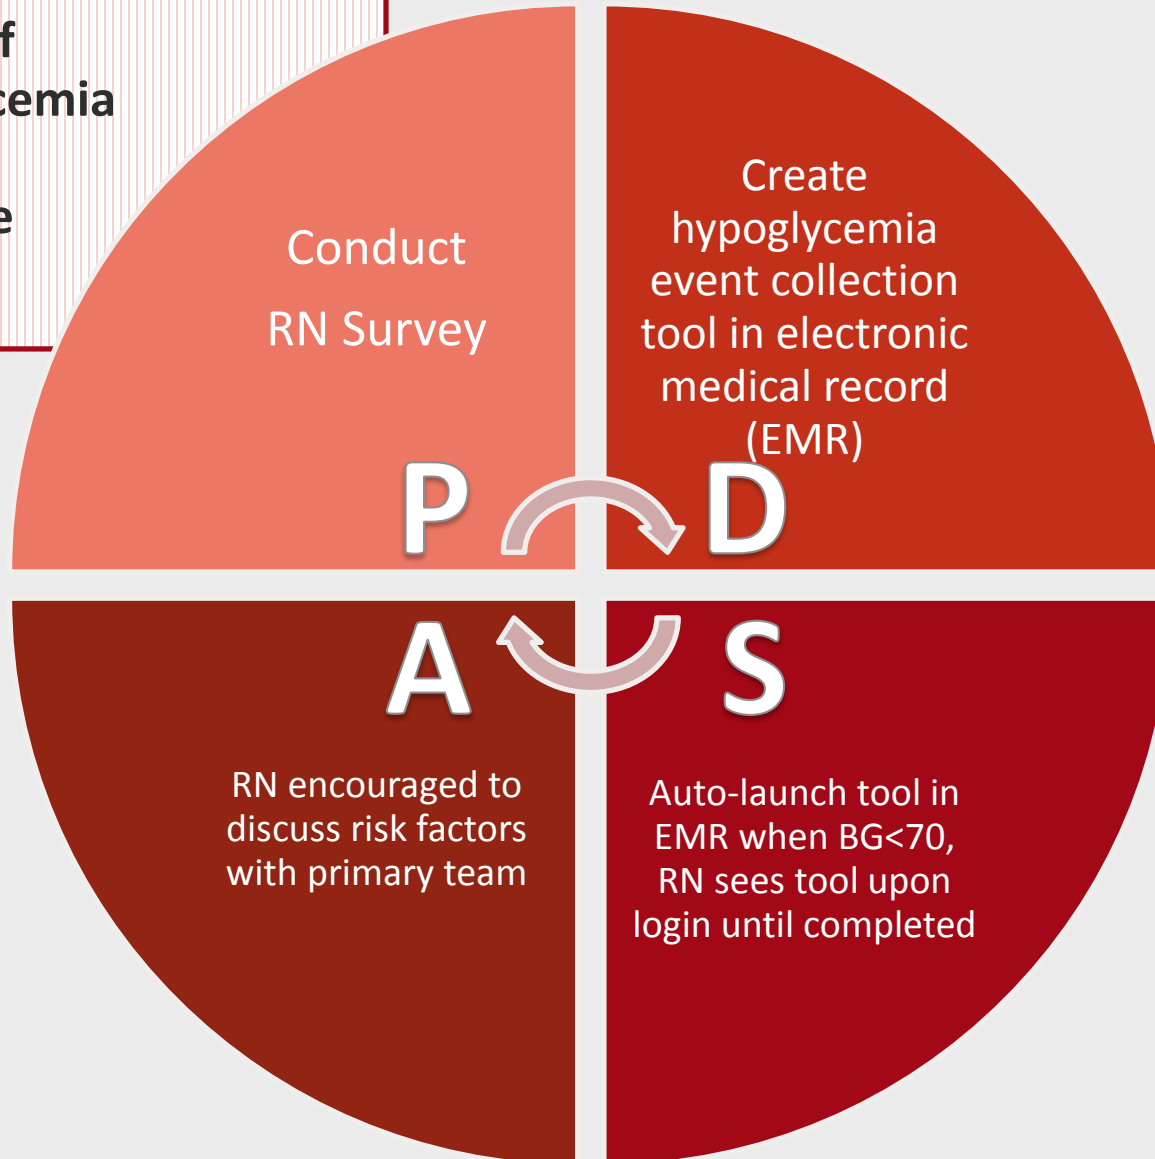 Conduct
RN Survey
P
Create
hypoglycemia
event collection
tool in electronic
medical record
(EMR)
D
A
RN encouraged to
discuss risk factors
with primary team
S
Auto-launch tool in
EMR when BG<70,
RN sees tool upon
login until completed